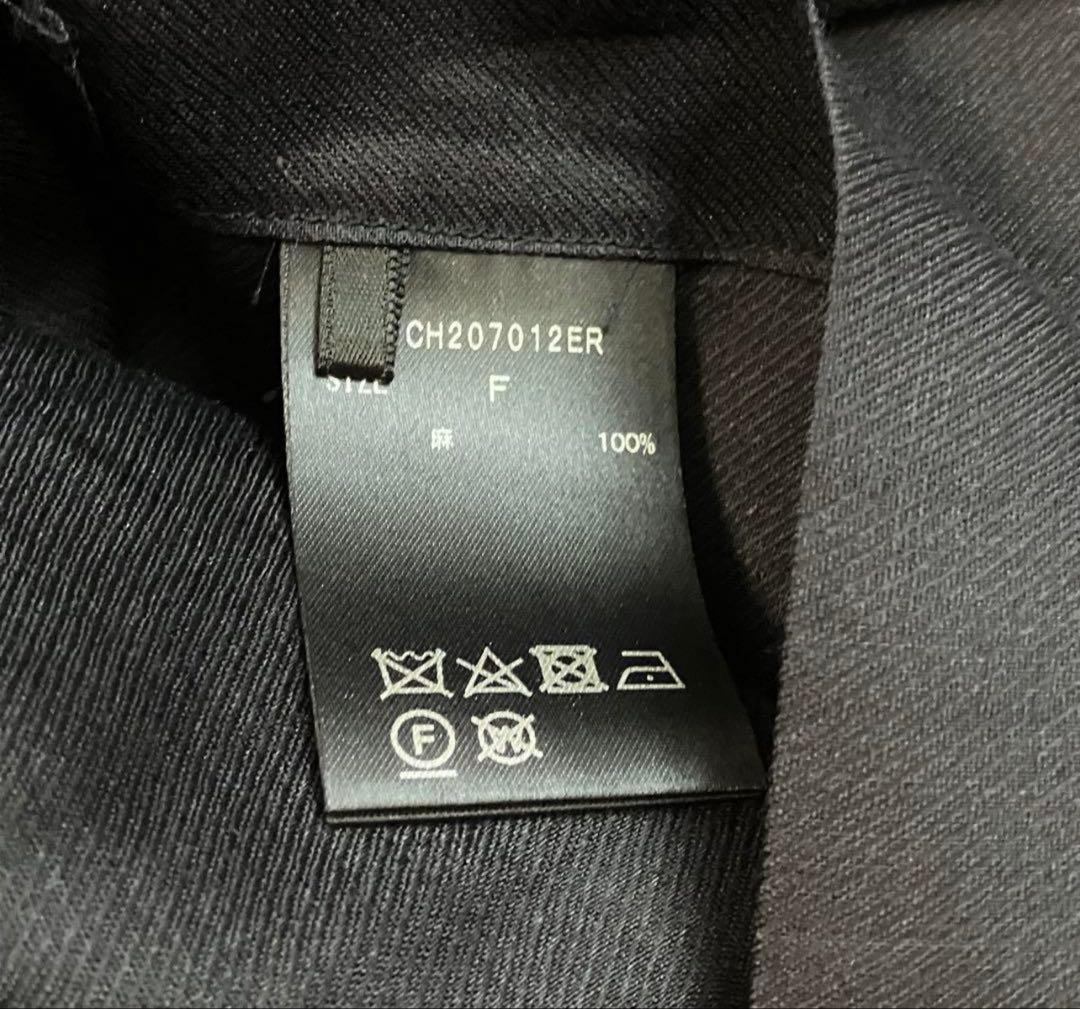 CH207012ER
SIZE F
麻 100%
F
W